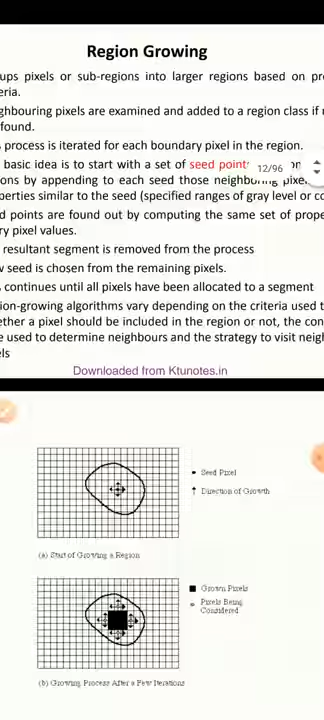 Region Growing
ups pixels or sub-regions into larger regions based on pr
eria.
ghbouring pixels are examined and added to a region class if
found.
process is iterated for each boundary pixel in the region.
basic idea is to start with a set of seed point
12/96
ons by appending to each seed those neighboring pixel
perties similar to the seed (specified ranges of gray level or co
d points are found out by computing the same set of prope
ry pixel values.
resultant segment is removed from the process
w seed is chosen from the remaining pixels.
continues until all pixels have been allocated to a segment
ion-growing algorithms vary depending on the criteria used t
ether a pixel should be included in the region or not, the con
e used to determine neighbours and the strategy to visit neigh
els
Downloaded from Ktunotes.in
Seed Pixel
Direction of Growth
(a) Start of Growing a Region
Grown Pixels
Pixels Being
Considered
(b) Growing Process After a Few Iterations